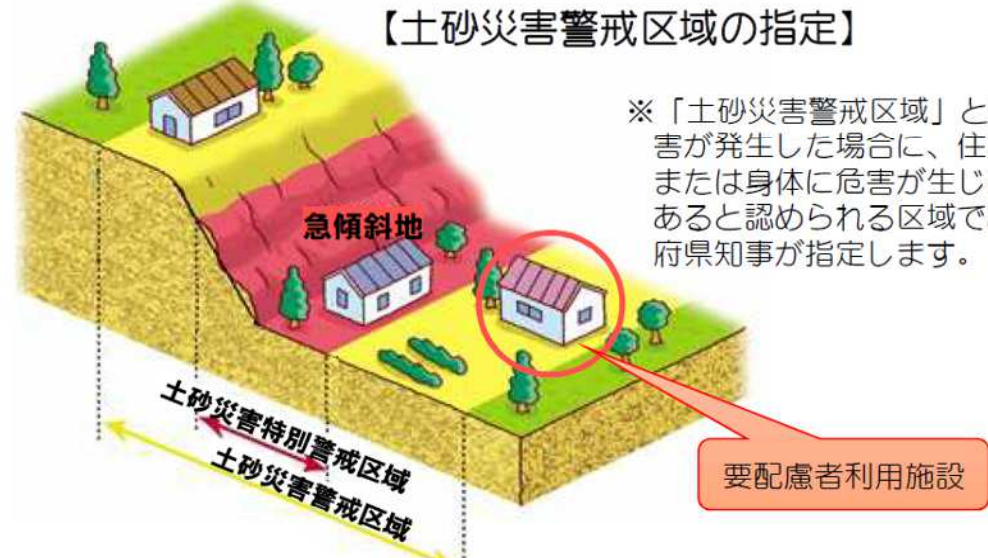 【土砂災害警戒区域の指定】
※「土砂災害警戒区域」と
害が発生した場合に、住
または身体に危害が生じ
あると認められる区域で
府県知事が指定します。
急傾斜地
土砂災害特別警戒区域
土砂災害警戒区域
要配慮者利用施設